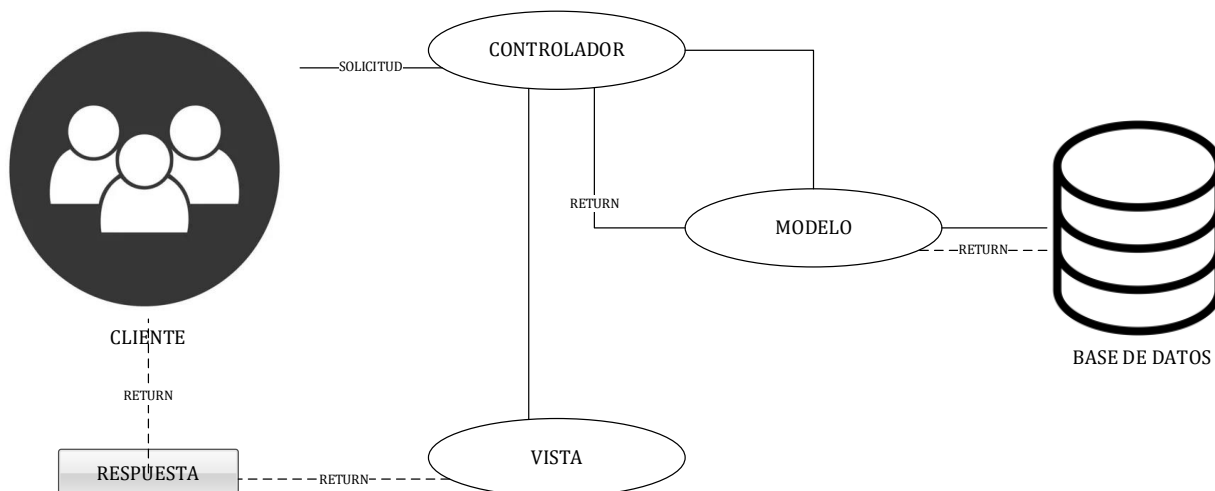 CONTROLADOR
SOLICITUD
RETURN
MODELO
RETURN
CLIENTE
BASE DE DATOS
RETURN
VISTA
RESPUESTA
RETURN